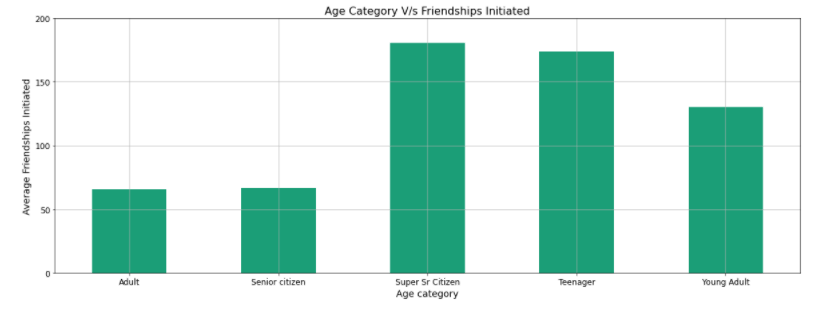 Age Category V/s Friendships Initiated
200
150
100
50
0
Average Friendships Initiated
Adult
Senior citizen
Super Sr Citizen
Teenager
Young Adult
Age category